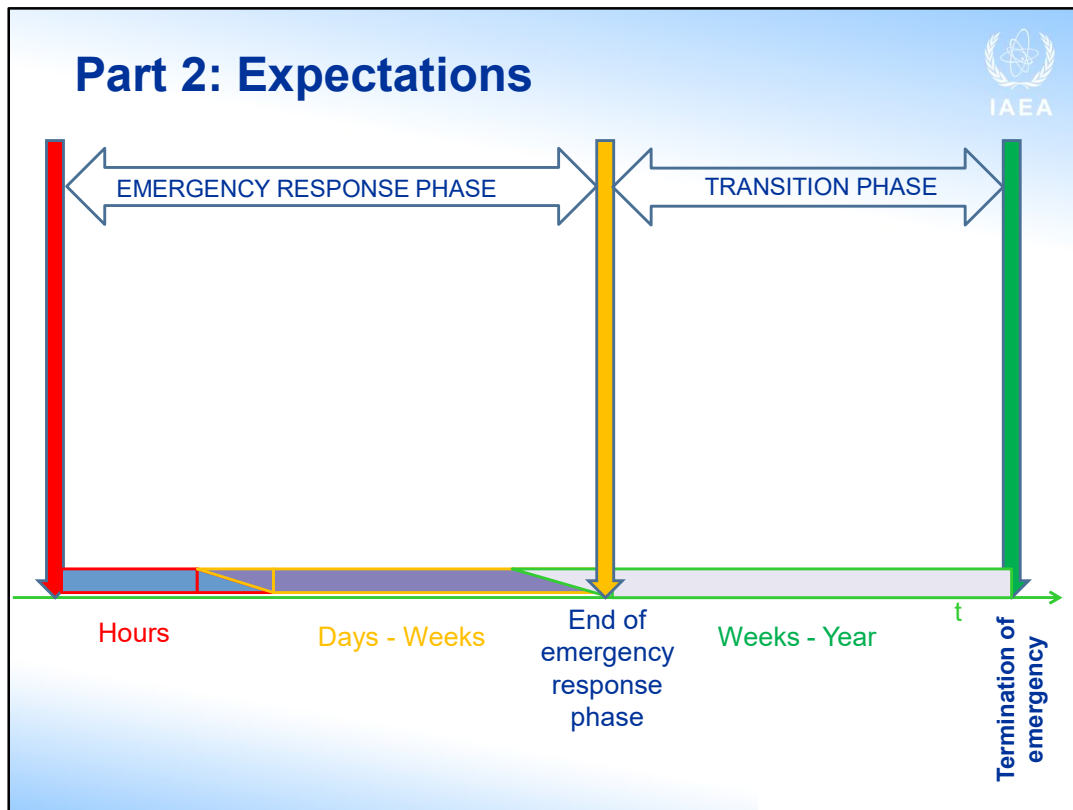 Part 2: Expectations
IAEA
EMERGENCY RESPONSE PHASE
TRANSITION PHASE
t
Hours
Days - Weeks
End of
emergency
response
phase
Weeks - Year
Termination of
emergency